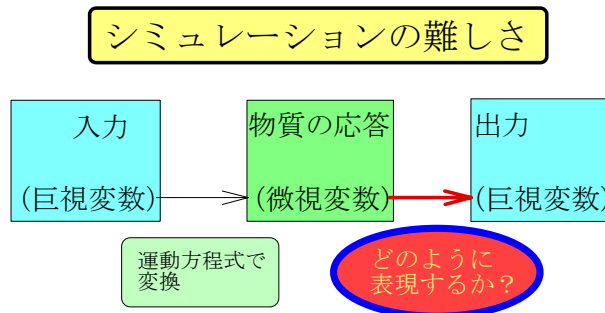 シミュレーションの難しさ
入力
(巨視変数)
物質の応答
(微視変数)
出力
(巨視変数)
運動方程式で
変換
どのように
表現するか？